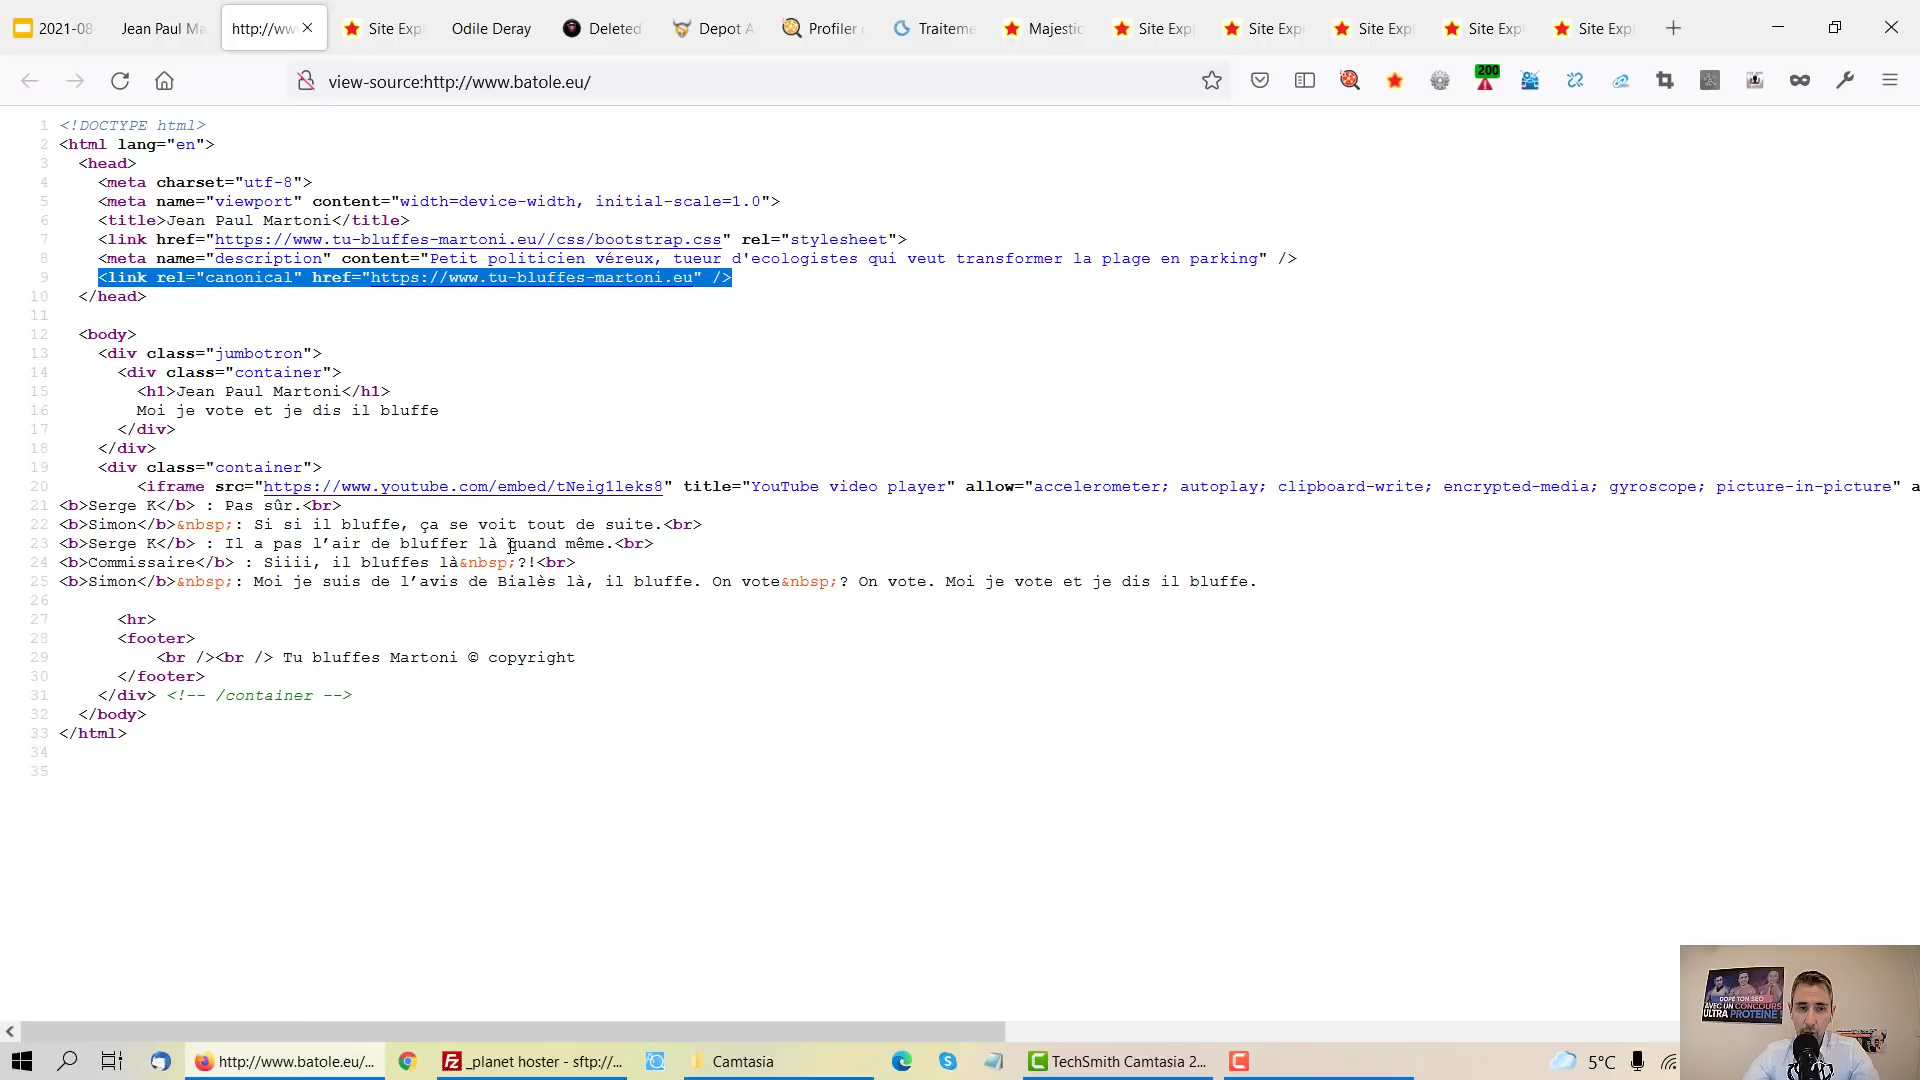 2021-08
Jean Paul Ma
http://ww
Site Exp
Odile Deray
Deleted
Depot A
Profiler
Traiteme
Majestic
Site Exp
Site Exp
Site Exp
Site Exp
Site Exp
view-source:http://www.batole.eu/
200
1 <!DOCTYPE html>
2 <html lang="en">
3 <head>
4 <meta charset="utf-8">
5 <meta name="viewport" content="width=device-width, initial-scale=1.0">
6 <title>Jean Paul Martoni</title>
7 <link href="https://www.tu-bluffes-martoni.eu//css/bootstrap.css" rel="stylesheet">
8 <meta name="description" content="Petit politicien véreux, tueur d'ecologistes qui veut transformer la plage en parking" />
9 <link rel="canonical" href="https://www.tu-bluffes-martoni.eu" />
10 </head>
11
12 <body>
13 <div class="jumbotron">
14 <div class="container">
15 <h1>Jean Paul Martoni</h1>
16 Moi je vote et je dis il bluffe
17 </div>
18 </div>
19 <div class="container">
20 <iframe src="https://www.youtube.com/embed/tNeig1leks8" title="YouTube video player" allow="accelerometer; autoplay; clipboard-write; encrypted-media; gyroscope; picture-in-picture" a
21 <b>Serge K</b> : Pas sûr.<br>
22 <b>Simon</b>&nbsp;: Si si il bluffe, ça se voit tout de suite.<br>
23 <b>Serge K</b> : Il a pas l’air de bluffer là quand même.<br>
24 <b>Commissaire</b> : Siiii, il bluffes là&nbsp;?!<br>
25 <b>Simon</b>&nbsp;: Moi je suis de l’avis de Bialès là, il bluffe. On vote&nbsp;? On vote. Moi je vote et je dis il bluffe.
26
27 <hr>
28 <footer>
29 <br /><br /> Tu bluffes Martoni © copyright
30 </footer>
31 </div> <!-- /container -->
32 </body>
33 </html>
34
35
DOPE TON SEO
AVEC UN CONCOURS
ULTRA PROTEINÉ !
http://www.batole.eu/...
_planet hoster - sftp://...
Camtasia
TechSmith Camtasia 2...
5°C